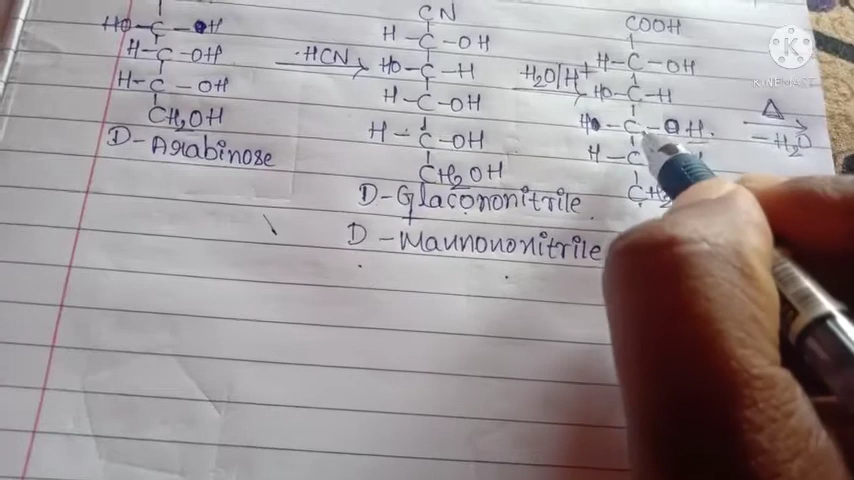 CN
COOH
HO-C-OH
H-C-OH
H-C-OH
H-C-OH
HCN
HO-C-H
H2O/H+
HO-C-H
H-C-OH
H-C-OH
H-C-OH
Δ
-H2O
CH2OH
H-C-OH
H-C
D-Arabinose
CH2OH
D-Glacononitrile
D-Mannononitrile
K
KINEMASTER